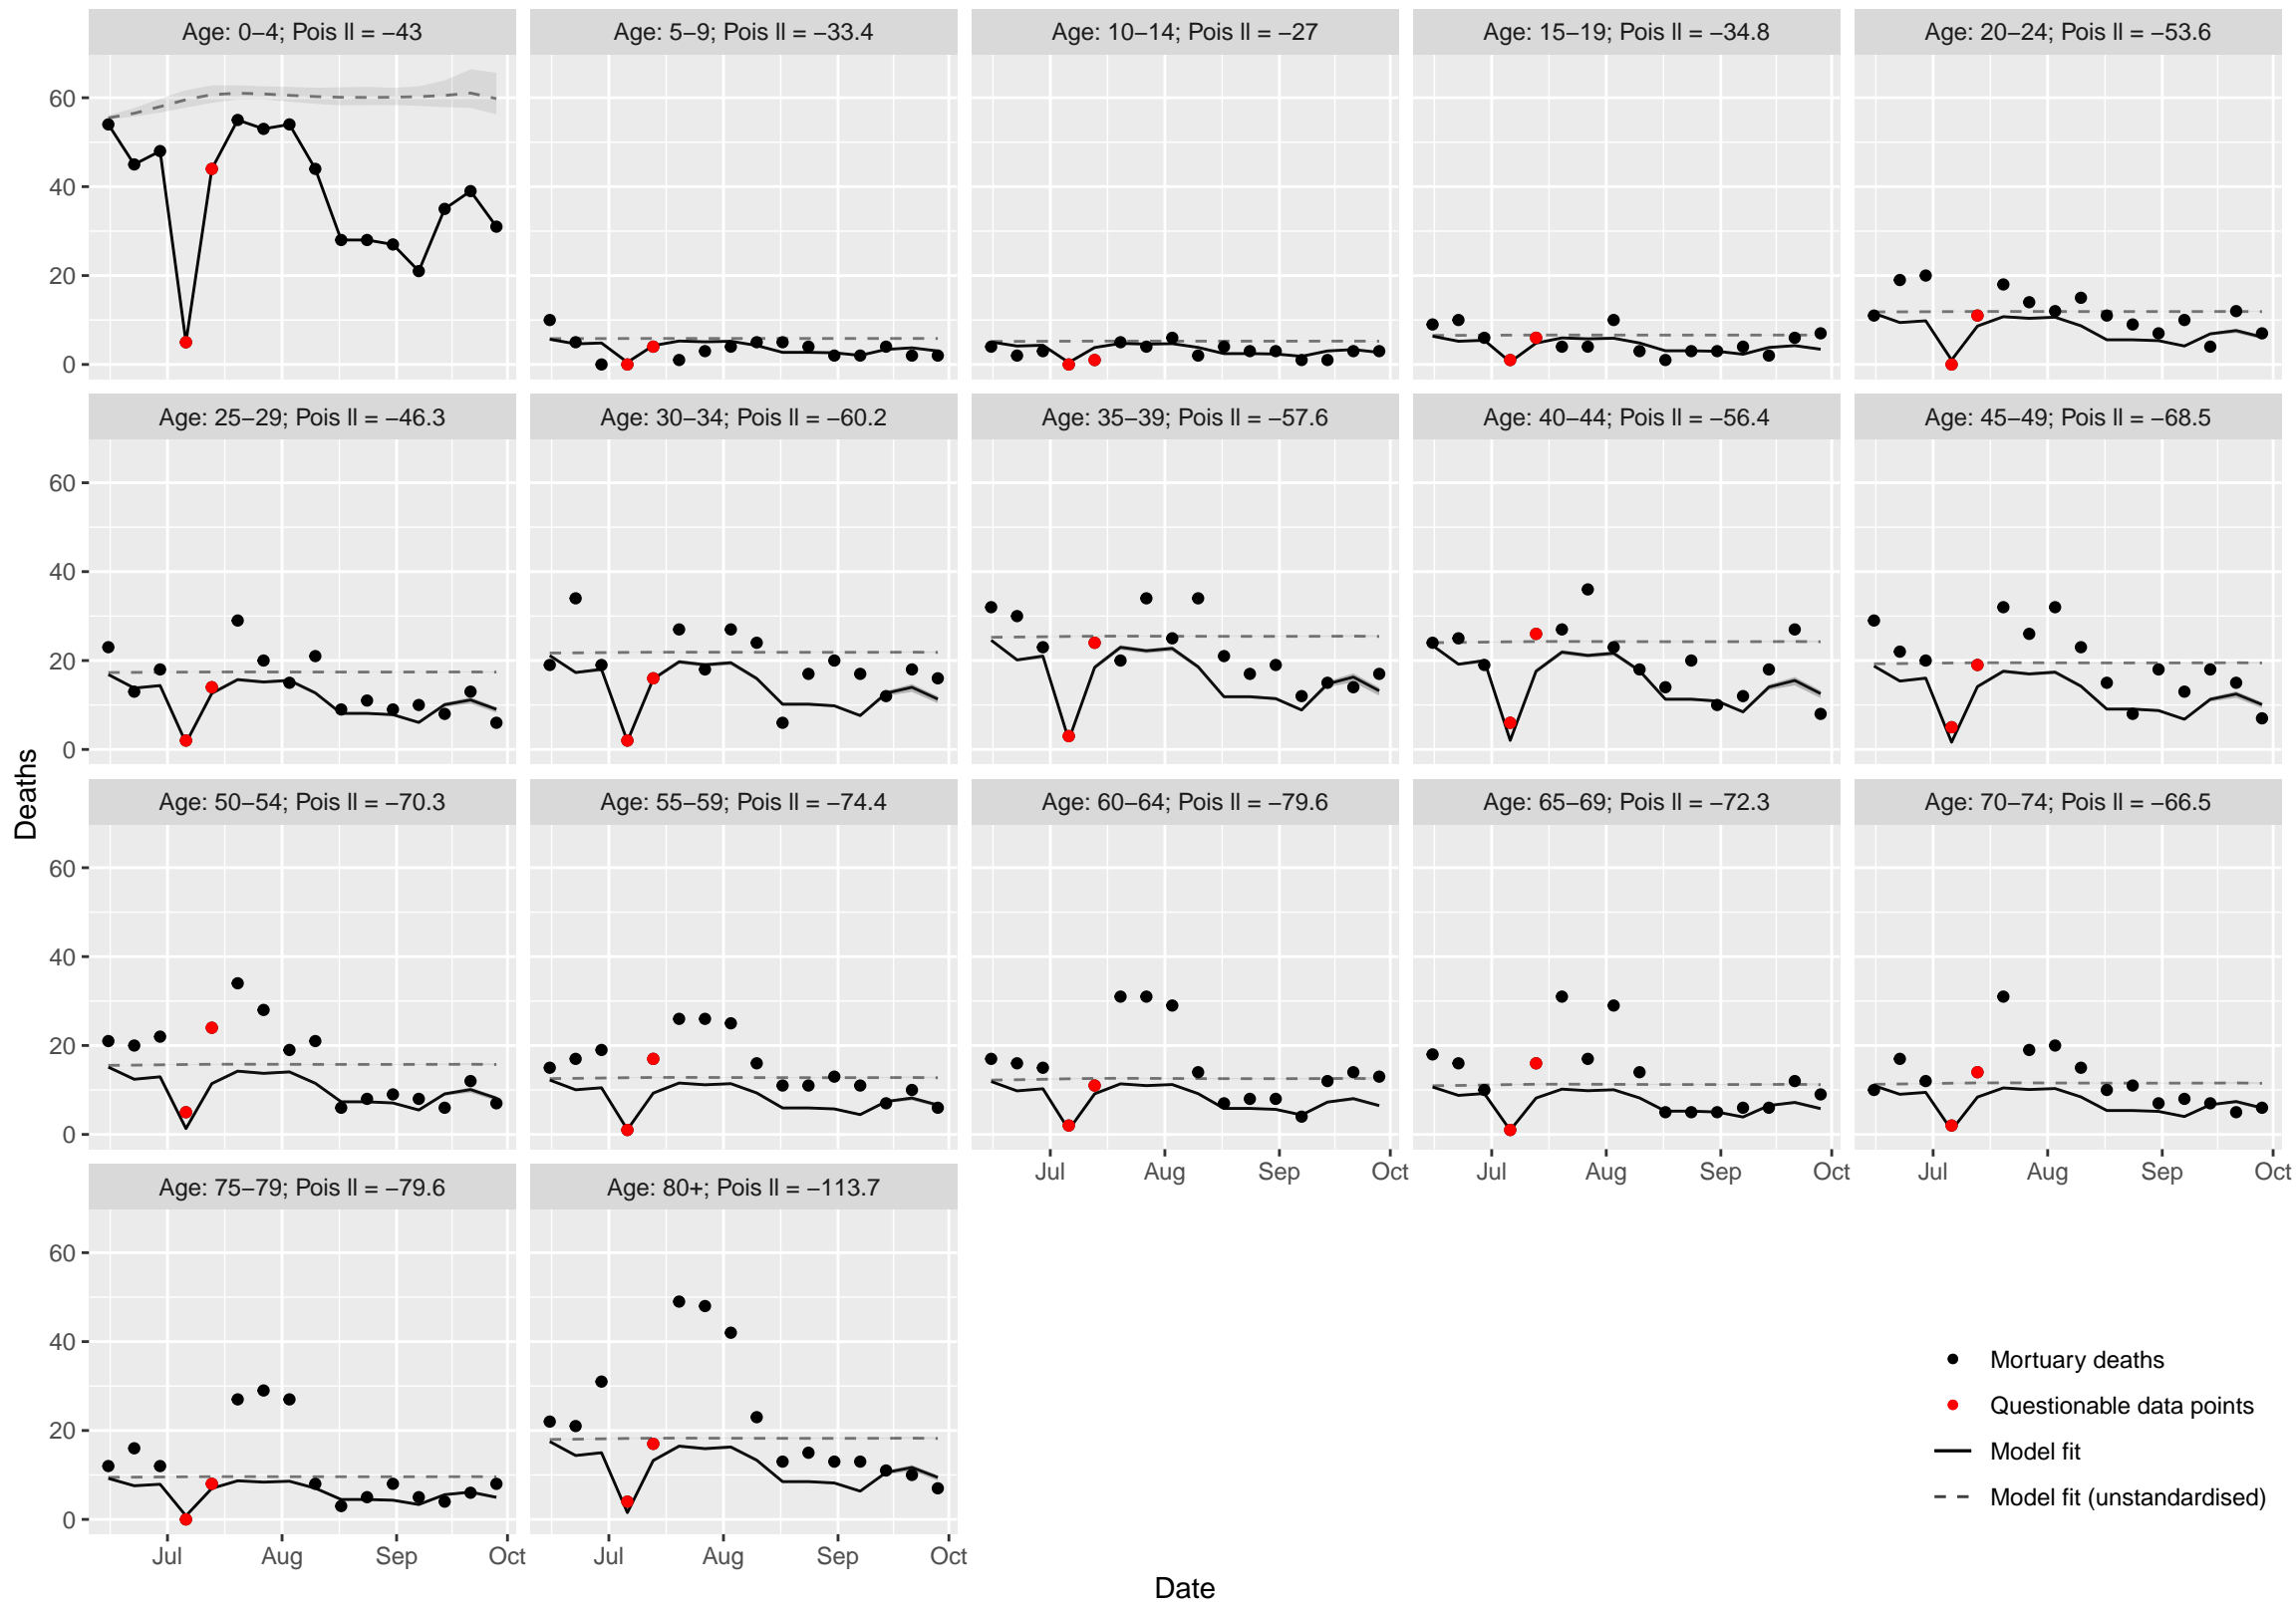 Age: 0−4; Pois ll = −43
Age: 5−9; Pois ll = −33.4
Age: 10−14; Pois ll = −27
Age: 15−19; Pois ll = −34.8
Age: 20−24; Pois ll = −53.6
60
40
20
0
Age: 25−29; Pois ll = −46.3
Age: 30−34; Pois ll = −60.2
Age: 35−39; Pois ll = −57.6
Age: 40−44; Pois ll = −56.4
Age: 45−49; Pois ll = −68.5
60
40
20
0
Deaths
Age: 50−54; Pois ll = −70.3
Age: 55−59; Pois ll = −74.4
Age: 60−64; Pois ll = −79.6
Age: 65−69; Pois ll = −72.3
Age: 70−74; Pois ll = −66.5
60
40
20
0
Jul Aug Sep Oct
Jul Aug Sep Oct
Jul Aug Sep Oct
Age: 75−79; Pois ll = −79.6
Age: 80+; Pois ll = −113.7
60
40
20
0
Jul Aug Sep Oct
Jul Aug Sep Oct
Mortuary deaths
Questionable data points
Model fit
Model fit (unstandardised)
Date